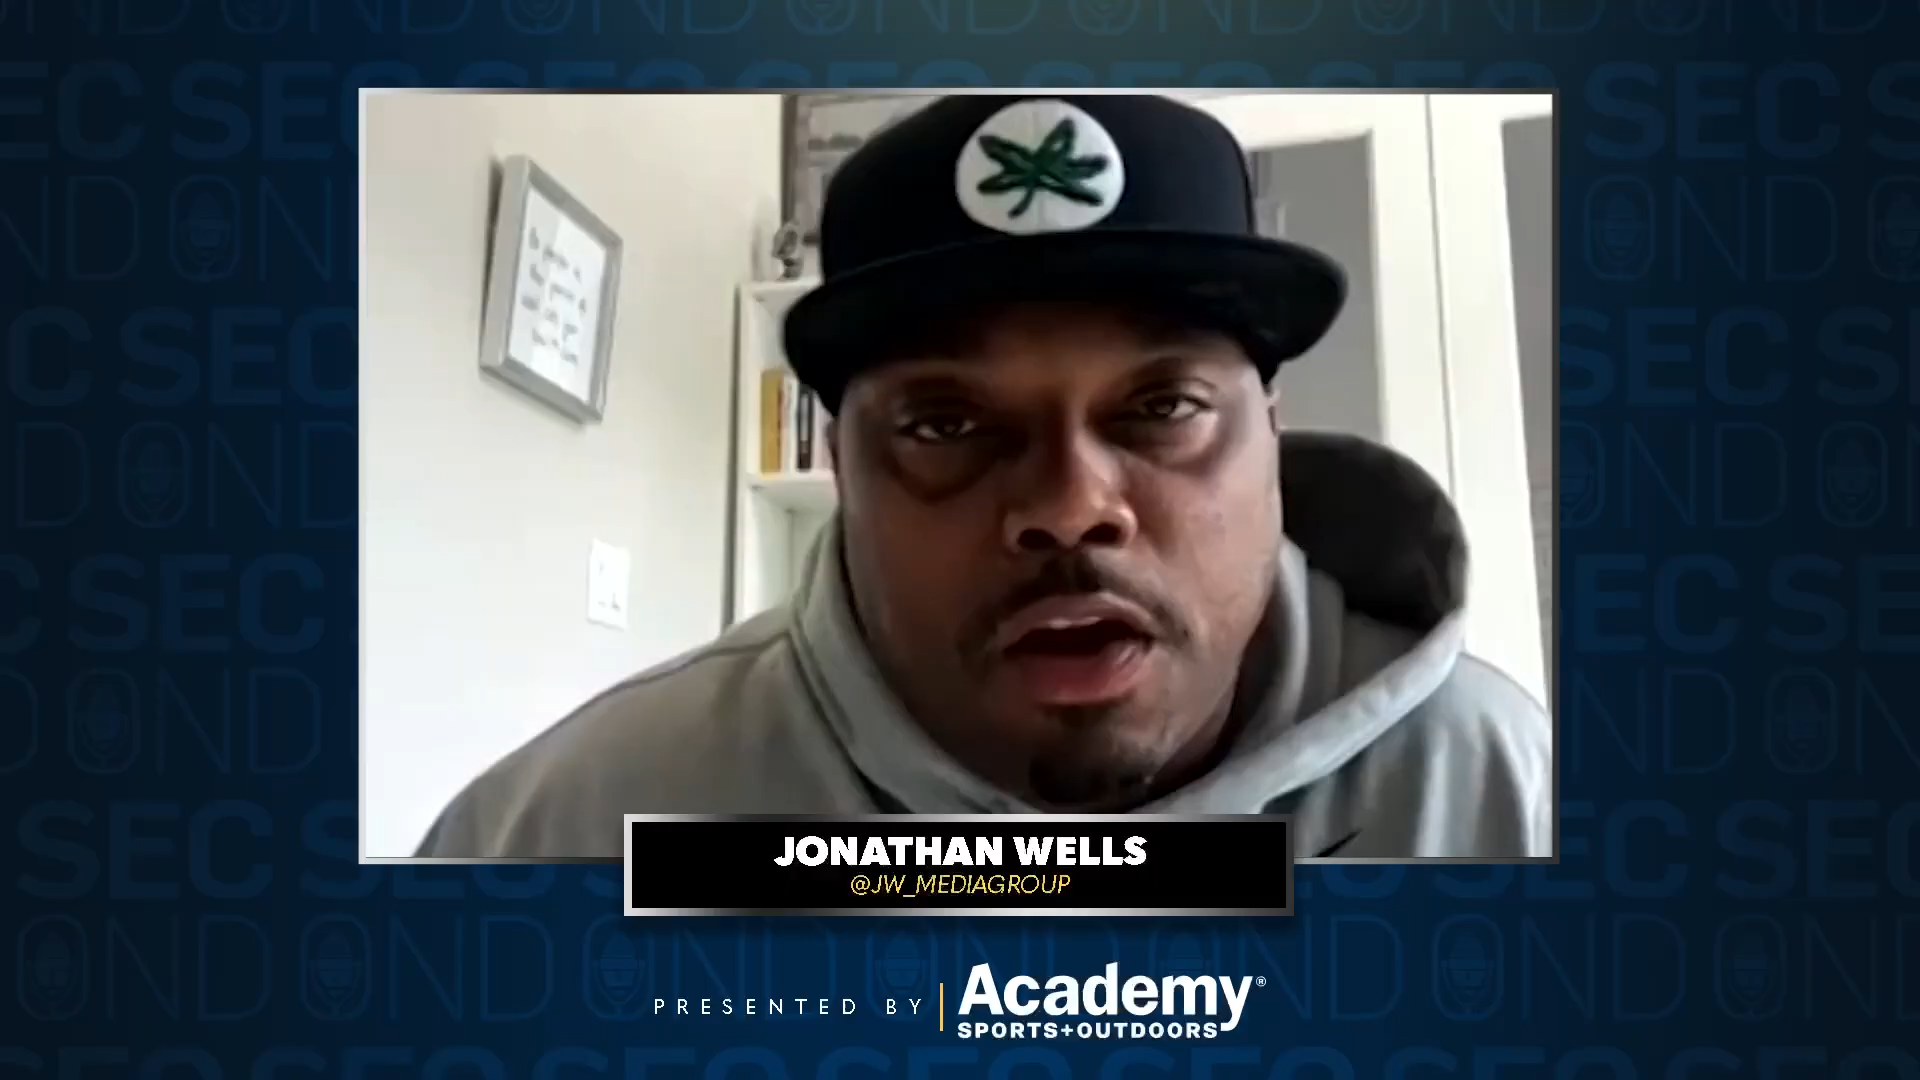 JONATHAN WELLS
@JW_MEDIAGROUP
PRESENTED BY
Academy®
SPORTS+OUTDOORS